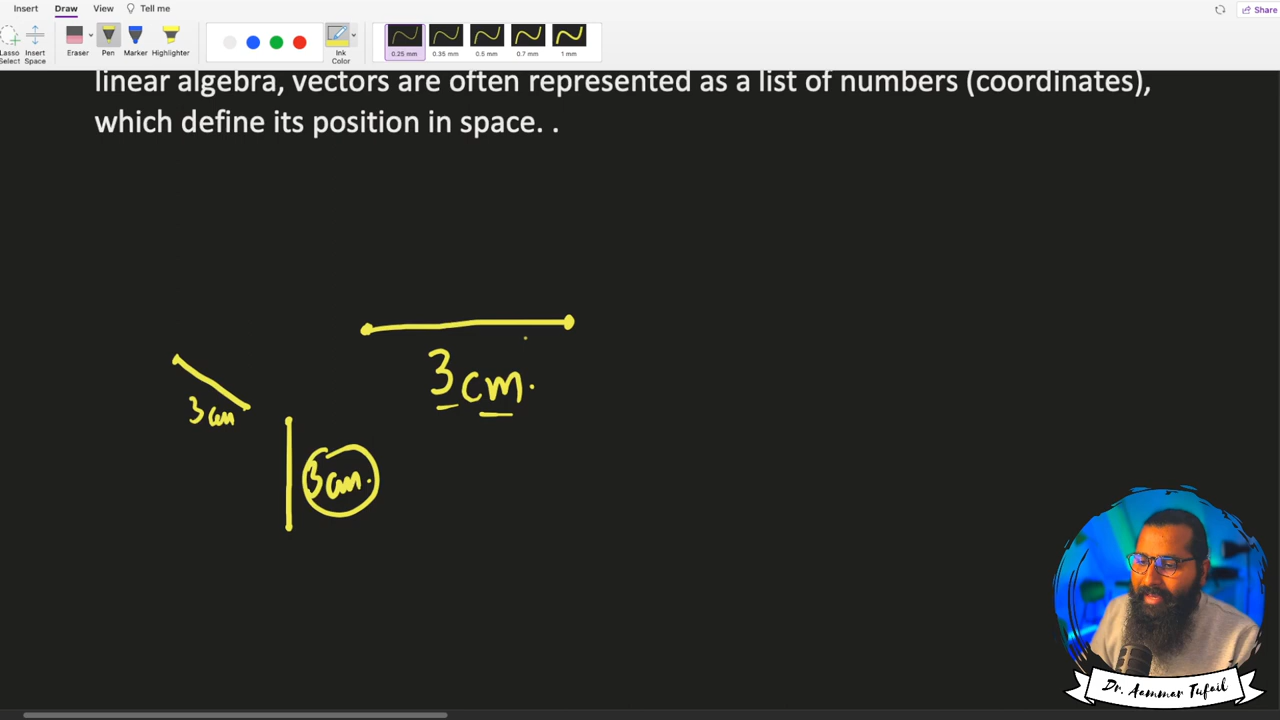 Insert Draw View Tell me Share
Lasso Select
Insert Space
Eraser
Pen
Marker
Highlighter
Ink Color
0.25 mm
0.35 mm
0.5 mm
0.7 mm
1 mm
linear algebra, vectors are often represented as a list of numbers (coordinates),
which define its position in space. .
3 cm.
3 cm
3 cm.
Dr. Aammar Tufail